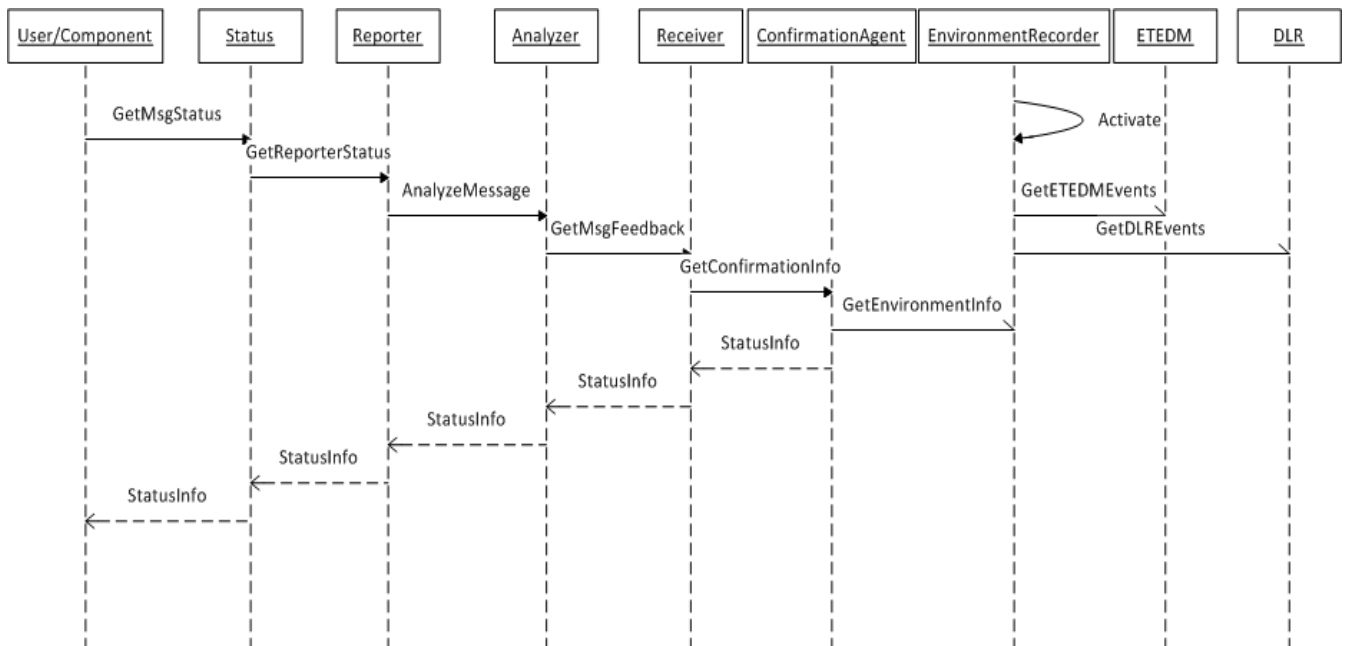 User/Component
Status
Reporter
Analyzer
Receiver
ConfirmationAgent
EnvironmentRecorder
ETEDM
DLR
GetMsgStatus
Activate
GetReporterStatus
AnalyzeMessage
GetETEDMEvents
GetMsgFeedback
GetDLREvents
GetConfirmationInfo
GetEnvironmentInfo
StatusInfo
StatusInfo
StatusInfo
StatusInfo
StatusInfo